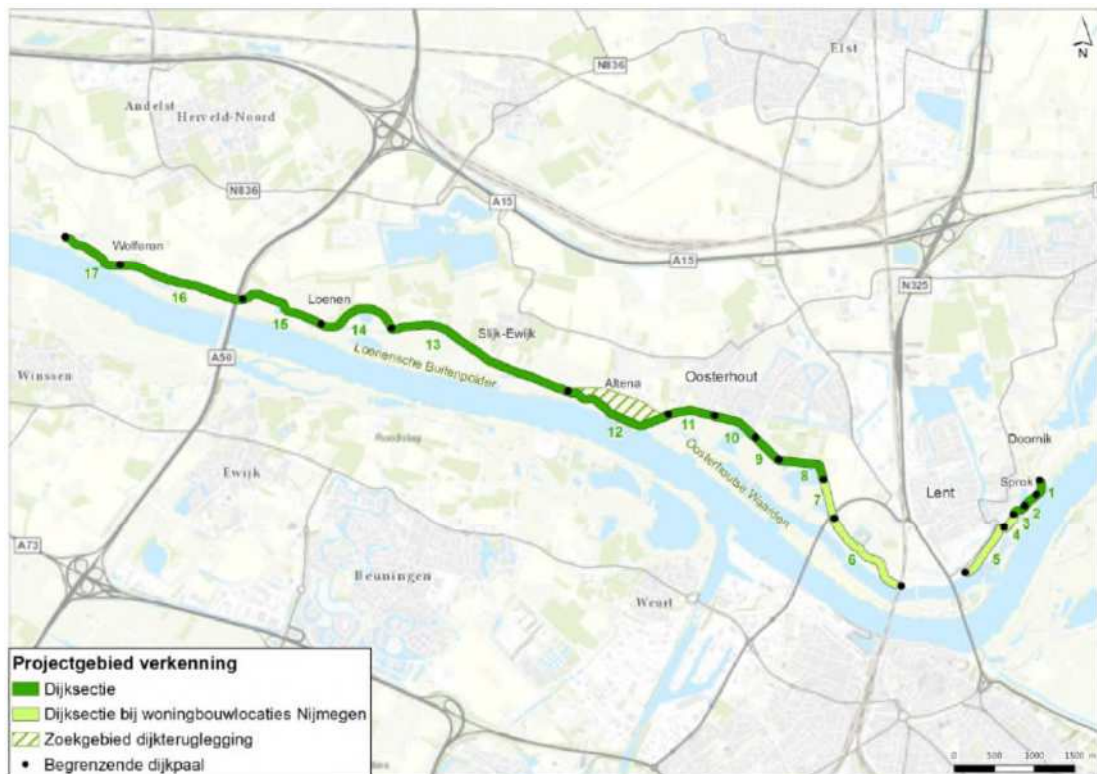 Elst
N836
Andelst
Herveld-Noord
N836
A15
A15
N325
N
Wolferen
17
16
15
Loenen
14
13
Slijk-Ewijk
Loenensche Buitenpolder
A50
Winssen
Altena
Oosterhout
12
11
10
9
8
7
6
Oosterhoutse Waarden
Doornik
Sprok
Lent
1
2
3
4
5
Ewijk
A73
Beuningen
Weurt
Projectgebied verkenning
Dijksectie
Dijksectie bij woningbouwlocaties Nijmegen
Zoekgebied dijkteruglegging
Begrenzende dijkpaal
0 500 1000 1500 m